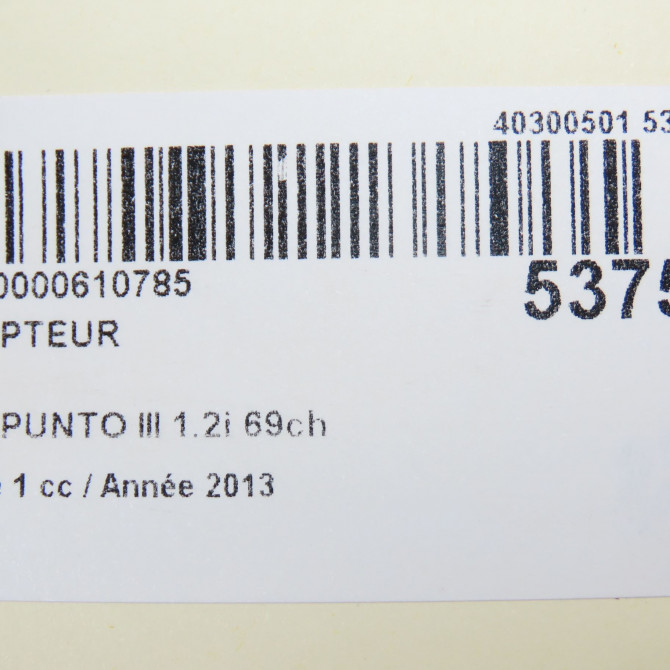 40300501 53
0000610785
5375
PTEUR
PUNTO III 1.2i 69ch
e 1 cc / Année 2013